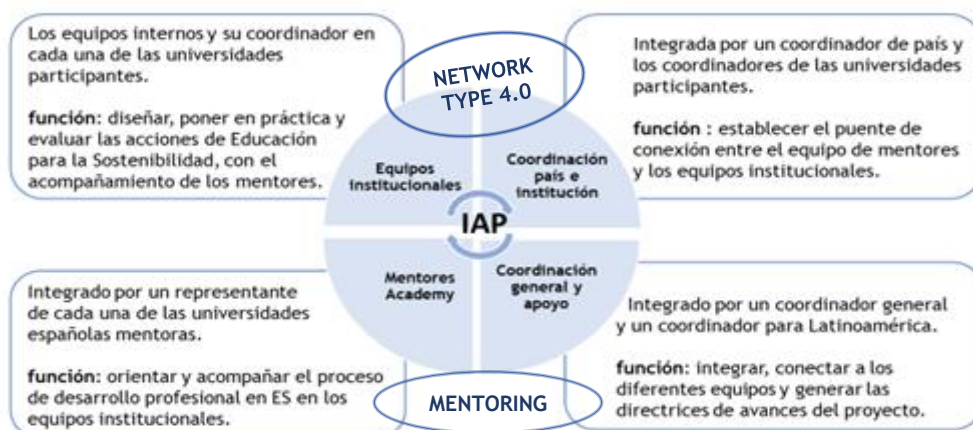 Los equipos internos y su coordinador en
cada una de las universidades
participantes.
función: diseñar, poner en práctica y
evaluar las acciones de Educación
para la Sostenibilidad, con el
acompañamiento de los mentores.
NETWORK
TYPE 4.0
Integrada por un coordinador de país y
los coordinadores de las universidades
participantes.
función : establecer el puente de
conexión entre el equipo de mentores
y los equipos institucionales.
Equipos
institucionales
Coordinación
país e
institución
IAP
Mentores
Academy
Coordinación
general y
apoyo
Integrado por un representante
de cada una de las universidades
españolas mentoras.
función: orientar y acompañar el proceso
de desarrollo profesional en ES en los
equipos institucionales.
MENTORING
Integrado por un coordinador general
y un coordinador para Latinoamérica.
función: integrar, conectar a los
diferentes equipos y generar las
directrices de avances del proyecto.